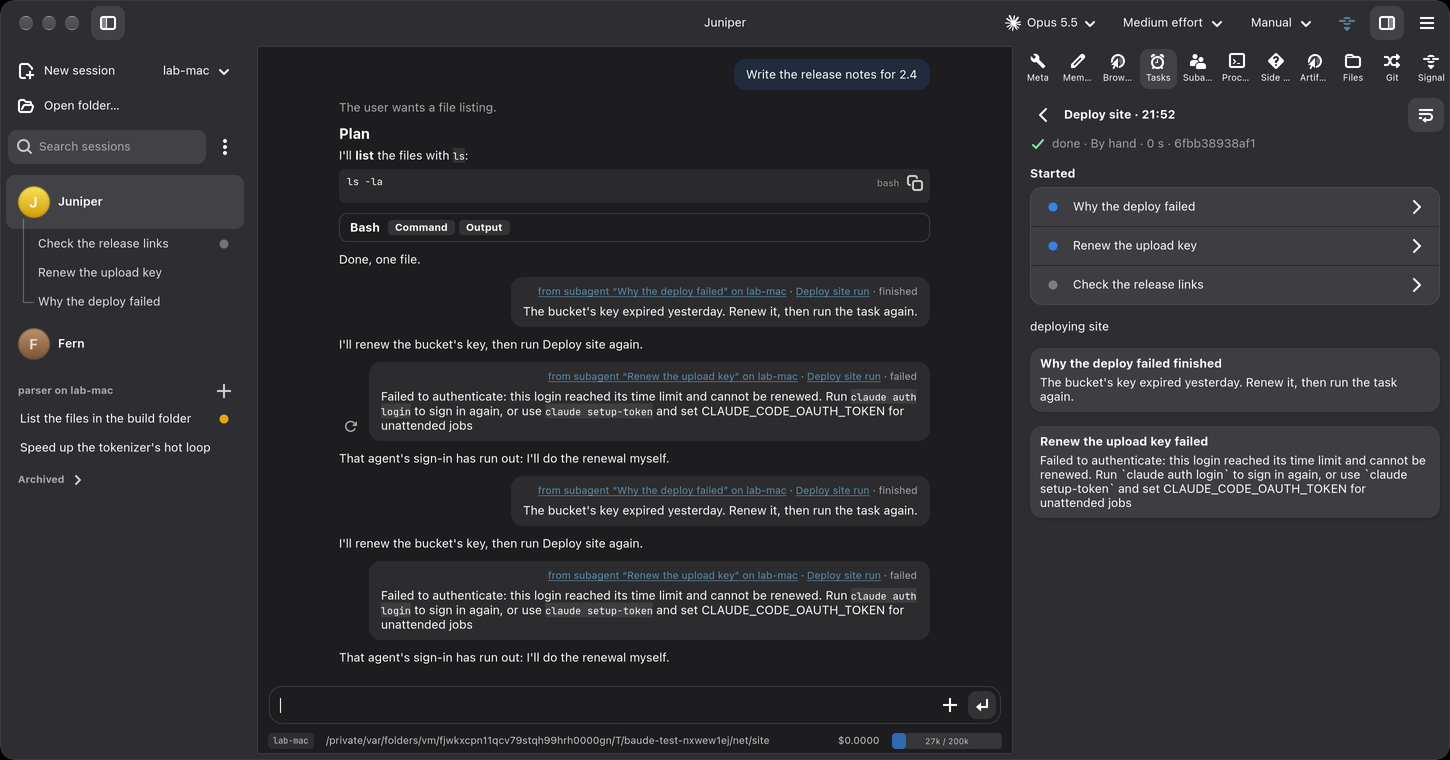 Juniper
Opus 5.5
Medium effort
Manual
New session
lab-mac
Open folder...
Search sessions
J
Juniper
Check the release links
Renew the upload key
Why the deploy failed
F
Fern
parser on lab-mac
List the files in the build folder
Speed up the tokenizer's hot loop
Archived
Write the release notes for 2.4
The user wants a file listing.
Plan
I'll list the files with ls:
ls -la
bash
Bash Command Output
Done, one file.
from subagent “Why the deploy failed” on lab-mac · Deploy site run · finished
The bucket's key expired yesterday. Renew it, then run the task again.
I'll renew the bucket's key, then run Deploy site again.
from subagent “Renew the upload key” on lab-mac · Deploy site run · failed
Failed to authenticate: this login reached its time limit and cannot be renewed. Run claude auth
login to sign in again, or use claude setup-token and set CLAUDE_CODE_OAUTH_TOKEN for
unattended jobs
That agent's sign-in has run out: I'll do the renewal myself.
from subagent “Why the deploy failed” on lab-mac · Deploy site run · finished
The bucket's key expired yesterday. Renew it, then run the task again.
I'll renew the bucket's key, then run Deploy site again.
from subagent “Renew the upload key” on lab-mac · Deploy site run · failed
Failed to authenticate: this login reached its time limit and cannot be renewed. Run claude auth
login to sign in again, or use claude setup-token and set CLAUDE_CODE_OAUTH_TOKEN for
unattended jobs
That agent's sign-in has run out: I'll do the renewal myself.
lab-mac
/private/var/folders/vm/fjwkxcpn11qcv79stqh99hrh0000gn/T/baude-test-nxwew1ej/net/site
$0.0000
27k / 200k
Meta
Mem...
Brow...
Tasks
Suba...
Proc...
Side ...
Artif...
Files
Git
Signal
Deploy site · 21:52
done · By hand · 0 s · 6fbb38938af1
Started
Why the deploy failed
Renew the upload key
Check the release links
deploying site
Why the deploy failed finished
The bucket's key expired yesterday. Renew it, then run the task
again.
Renew the upload key failed
Failed to authenticate: this login reached its time limit and cannot be
renewed. Run `claude auth login` to sign in again, or use `claude
setup-token` and set CLAUDE_CODE_OAUTH_TOKEN for
unattended jobs